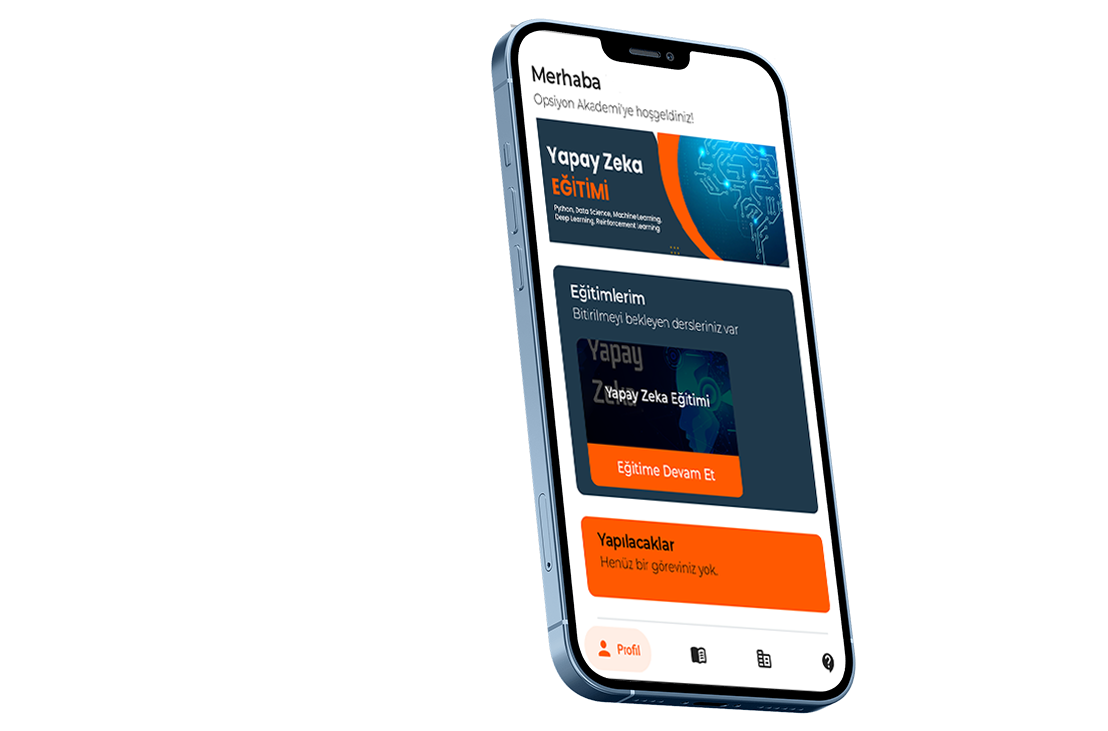 Merhaba
Opsiyon Akademi'ye hoşgeldiniz!
Yapay Zeka
EĞİTİMİ
Python, Data Science, Machine Learning,
Deep Learning, Reinforcement Learning
Eğitimlerim
Bitirilmeyi bekleyen dersleriniz var
Yapay
Zeka
Yapay Zeka Eğitimi
Eğitime Devam Et
Yapılacaklar
Henüz bir göreviniz yok.
Profil